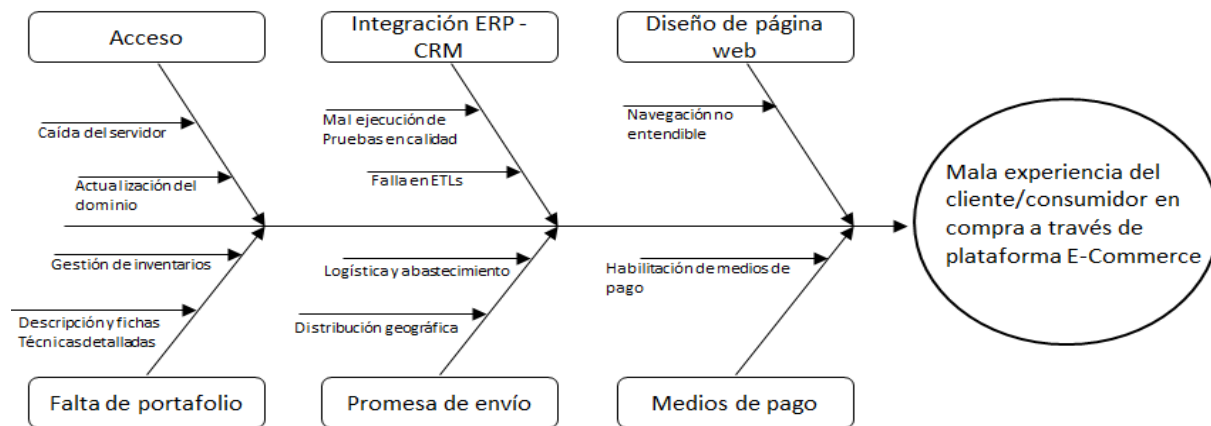 Acceso
Integración ERP -
CRM
Diseño de página
web
Caída del servidor
Actualización del
dominio
Mal ejecución de
Pruebas en calidad
Falla en ETLs
Navegación no
entendible
Mala experiencia del
cliente/consumidor en
compra a través de
plataforma E-Commerce
Gestión de inventarios
Descripción y fichas
Técnicas detalladas
Logística y abastecimiento
Distribución geográfica
Habilitación de medios de
pago
Falta de portafolio
Promesa de envío
Medios de pago